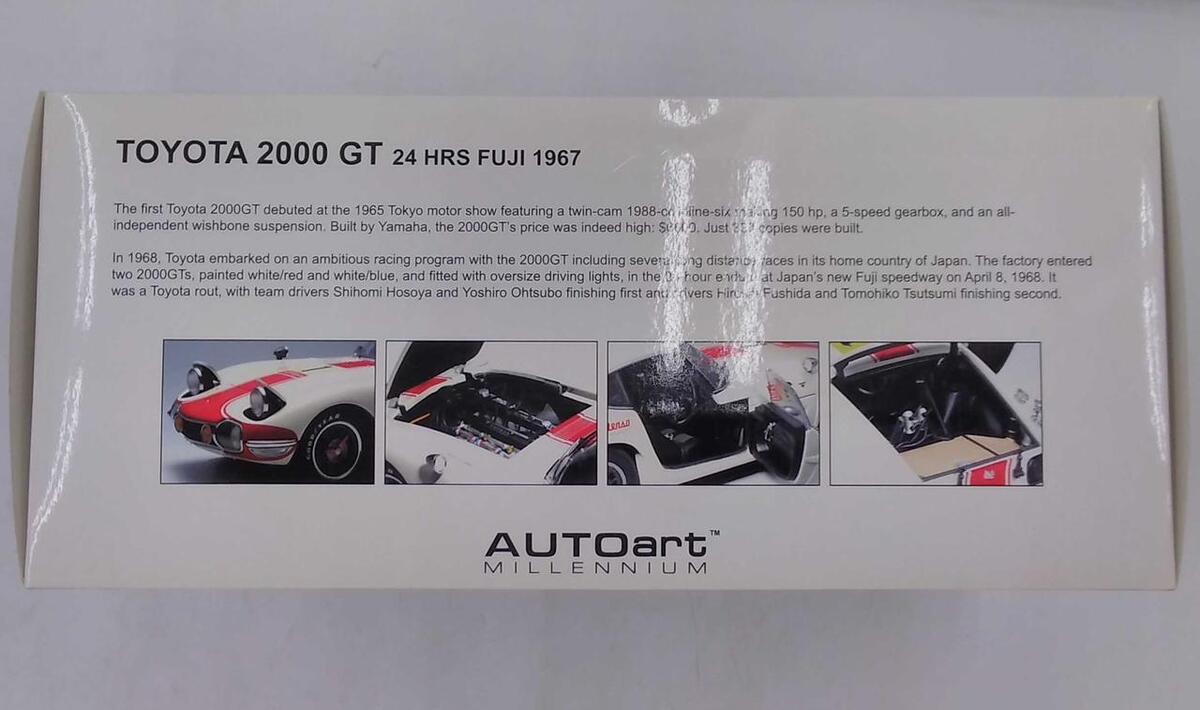 TOYOTA 2000 GT 24 HRS FUJI 1967
The first Toyota 2000GT debuted at the 1965 Tokyo motor show featuring a twin-cam 150 hp, a 5-speed gearbox, and an all-
independent wishbone suspension. Built by Yamaha, the 2000GT's price was indeed high: Just copies were built.
In 1968, Toyota embarked on an ambitious racing program with the 2000GT including several long distance races in its home country of Japan. The factory entered
two 2000GTs, painted white/red and white/blue, and fitted with oversize driving lights, in the at Japan's new Fuji speedway on April 8, 1968. It
was a Toyota rout, with team drivers Shihomi Hosoya and Yoshiro Ohtsubo finishing first and drivers Fushida and Tomohiko Tsutsumi finishing second.
GOOD YEAR
AUTOart™
MILLENNIUM